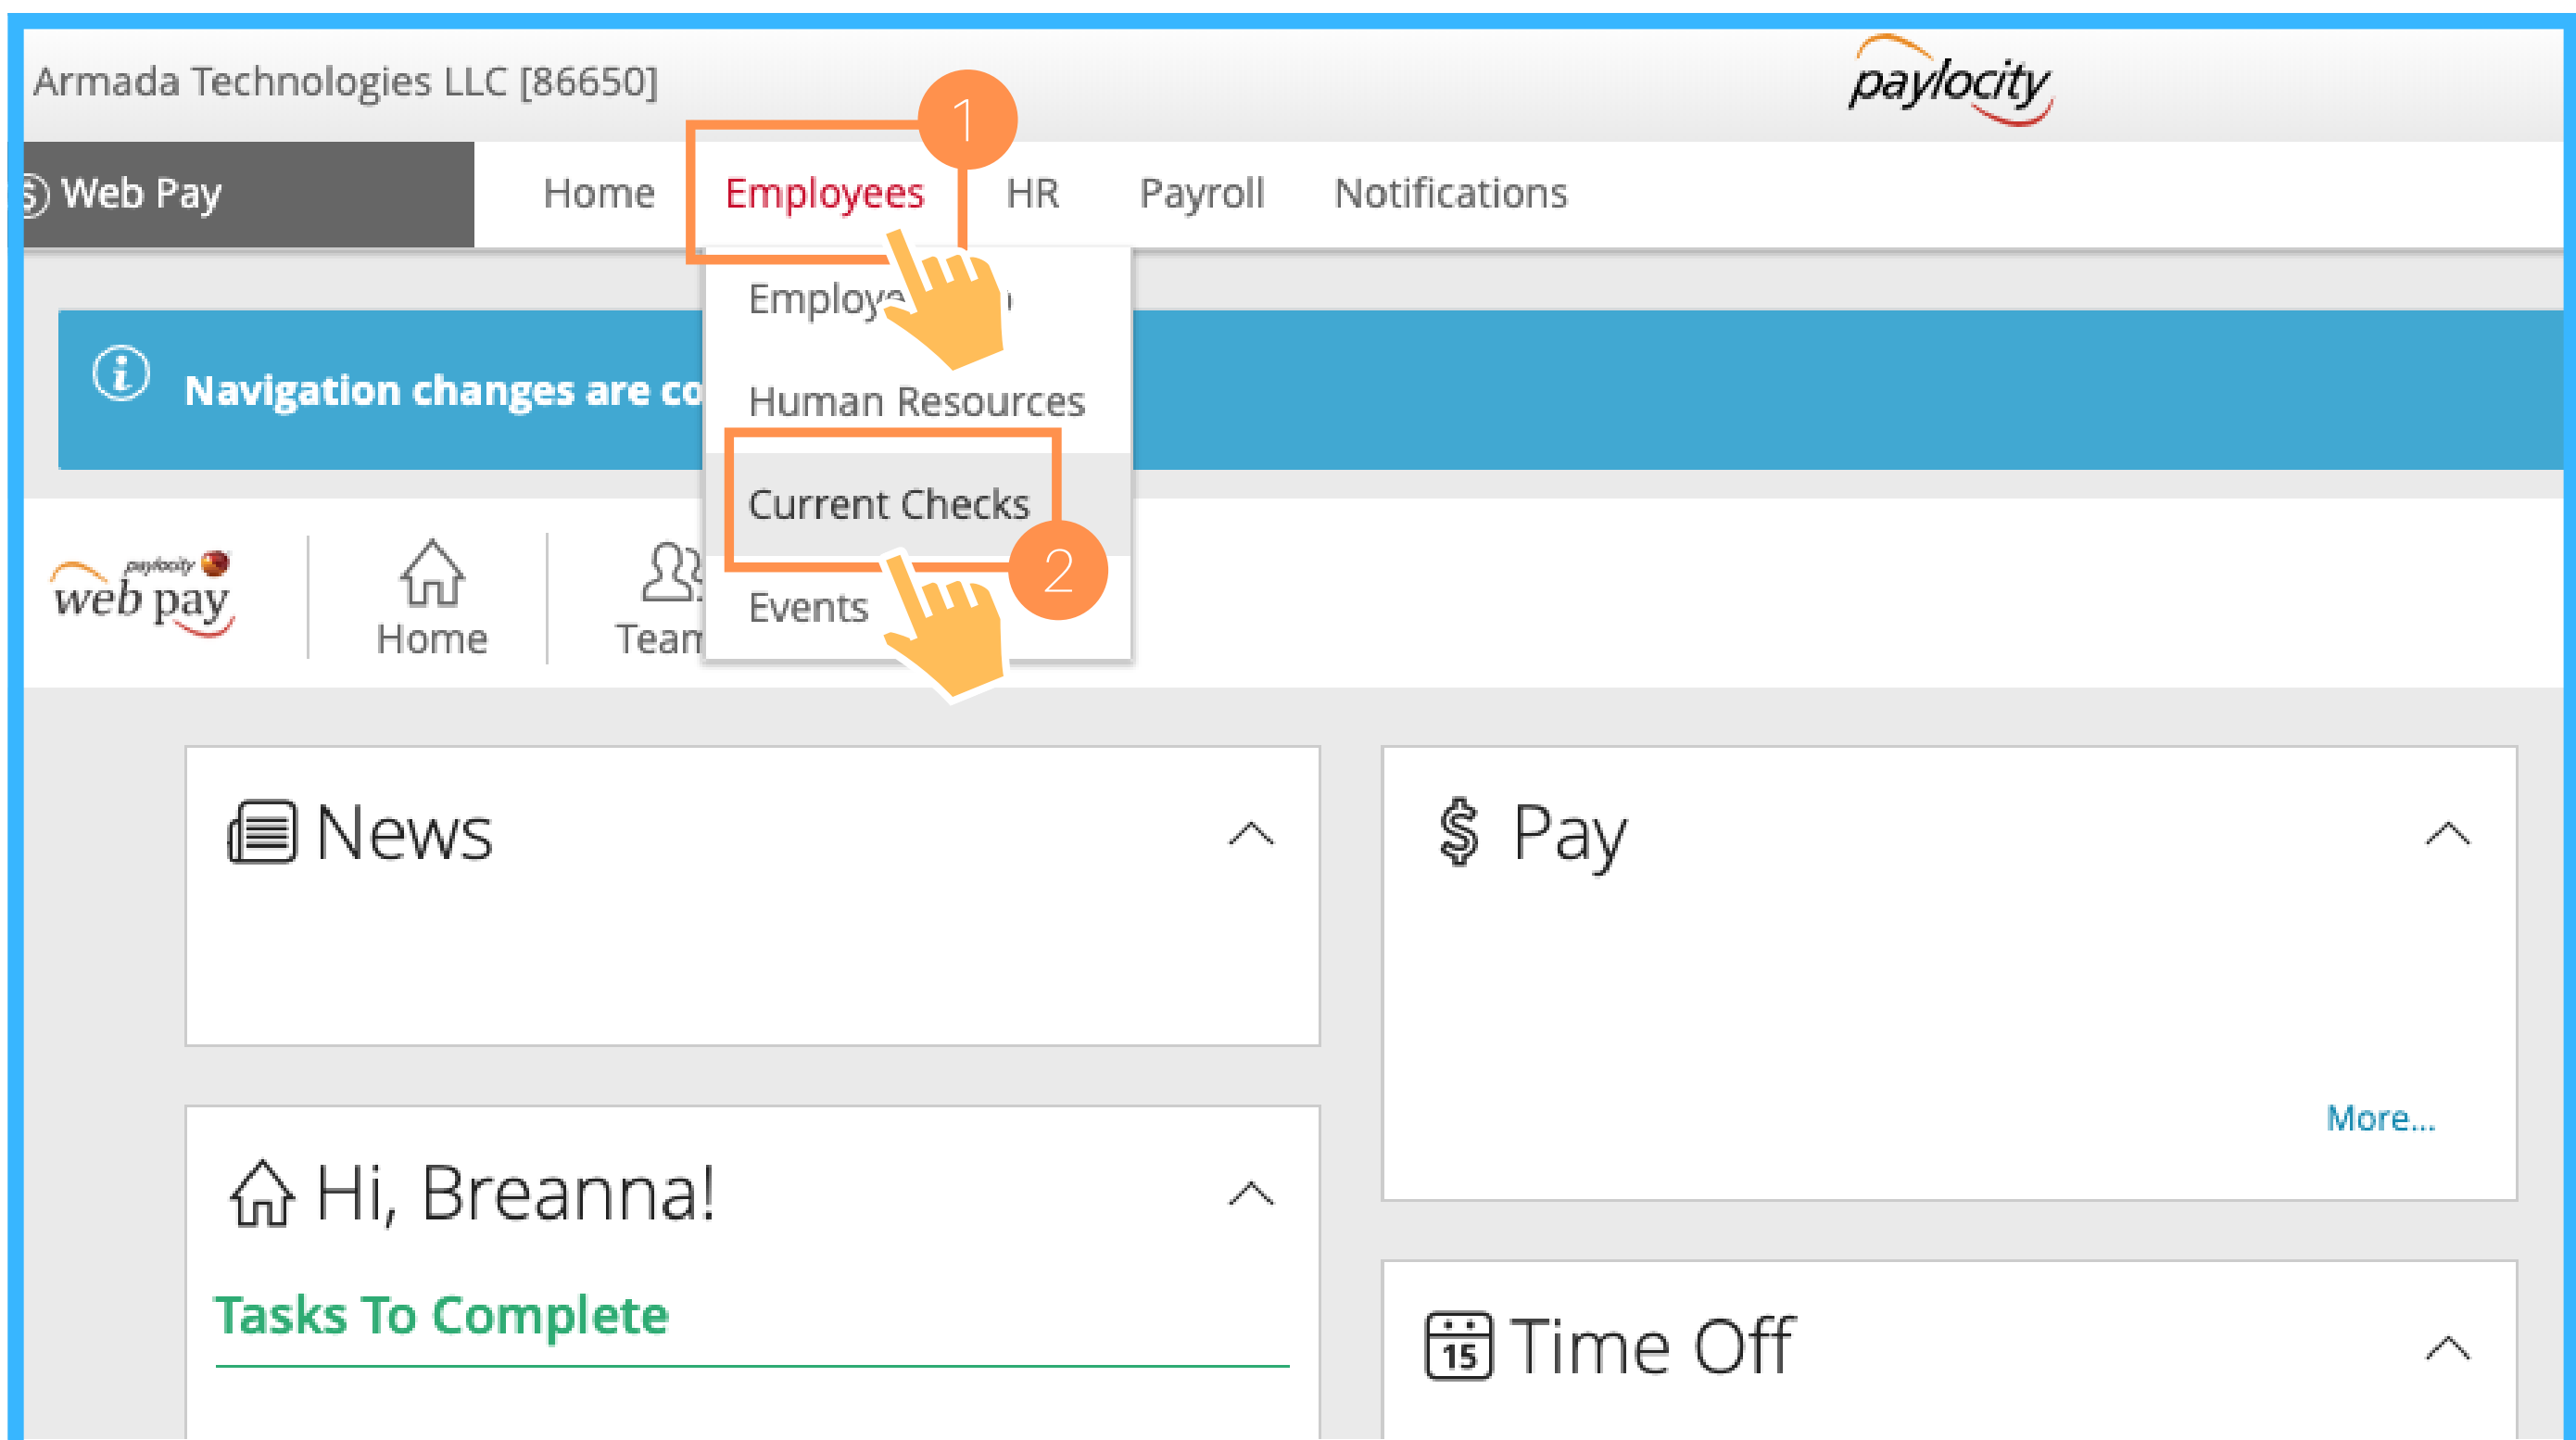 Armada Technologies LLC [86650]
paylocity
1
Web Pay
Home Employees HR Payroll Notifications
Navigation changes are
Human Resources
Current Checks
2
Events
paylocity
web pay
Home
News
Pay
More...
Hi, Breanna!
Tasks To Complete
15
Time Off